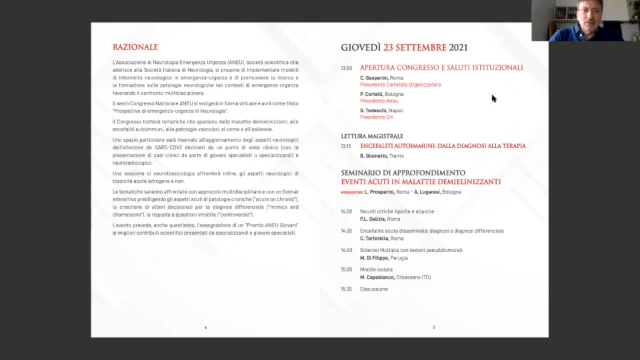 RAZIONALE
L'Associazione di Neurologia Emergenza Urgenza (ANEU), società scientifica che
aderisce alla Società Italiana di Neurologia, si propone di implementare modelli
di intervento neurologico in emergenza-urgenza e di promuovere la ricerca e
la formazione sulle patologie neurologiche nei contesti di emergenza-urgenza
favorendo il confronto multidisciplinare.
Il sesto Congresso Nazionale ANEU si svolgerà in forma virtuale e avrà come titolo
"Prospettive di emergenza-urgenza in Neurologia".
Il Congresso tratterà tematiche che spaziano dalle malattie demielinizzanti, alle
encefaliti autoimmuni, alle patologie vascolari, al coma e all'epilessia.
Uno spazio particolare sarà riservato all'aggiornamento degli aspetti neurologici
dell'infezione da SARS-COV2 declinati da un punto di vista clinico (con la
presentazione di casi clinici da parte di giovani specialisti o specializzandi) e
neuroradiologico.
Una sessione di neurotossicologia affronterà infine, gli aspetti neurologici di
tossicità acuta iatrogena e non.
Le tematiche saranno affrontate con approccio multidisciplinare e con un format
interattivo prediligendo gli aspetti acuti di patologie croniche ("acute on chronic"),
la creazione di alberi decisionali per la diagnosi differenziale ("mimics and
chameleons"), la risposta a quesiti irrisolti ("controversie").
L'evento prevede, anche quest'anno, l'assegnazione di un "Premio ANEU Giovani"
ai migliori contributi scientifici presentati da specializzandi e giovani specialisti.
4
GIOVEDÌ 23 SETTEMBRE 2021
13:00 APERTURA CONGRESSO E SALUTI ISTITUZIONALI
C. Gasperini, Roma
Presidente Comitato Organizzatore
P. Cortelli, Bologna
Presidente Aneu
G. Tedeschi, Napoli
Presidente Sin
LETTURA MAGISTRALE
13:15 ENCEFALITI AUTOIMMUNI: DALLA DIAGNOSI ALLA TERAPIA
B. Giometto, Trento
SEMINARIO DI APPROFONDIMENTO
EVENTI ACUTI IN MALATTIE DEMIELINIZZANTI
L. Prosperini, Roma - A. Lugaresi, Bologna
14:00 Neuriti ottiche tipiche e atipiche
P.L. Galizia, Roma
14:20 Encefalite acuta disseminata: diagnosi e diagnosi differenziale
C. Tortorella, Roma
14:40 Sclerosi Multipla con lesioni pseudotumorali
M. Di Filippo, Perugia
15:00 Mielite isolata
M. Capobianco, Orbassano (TO)
15:20 Discussione
5